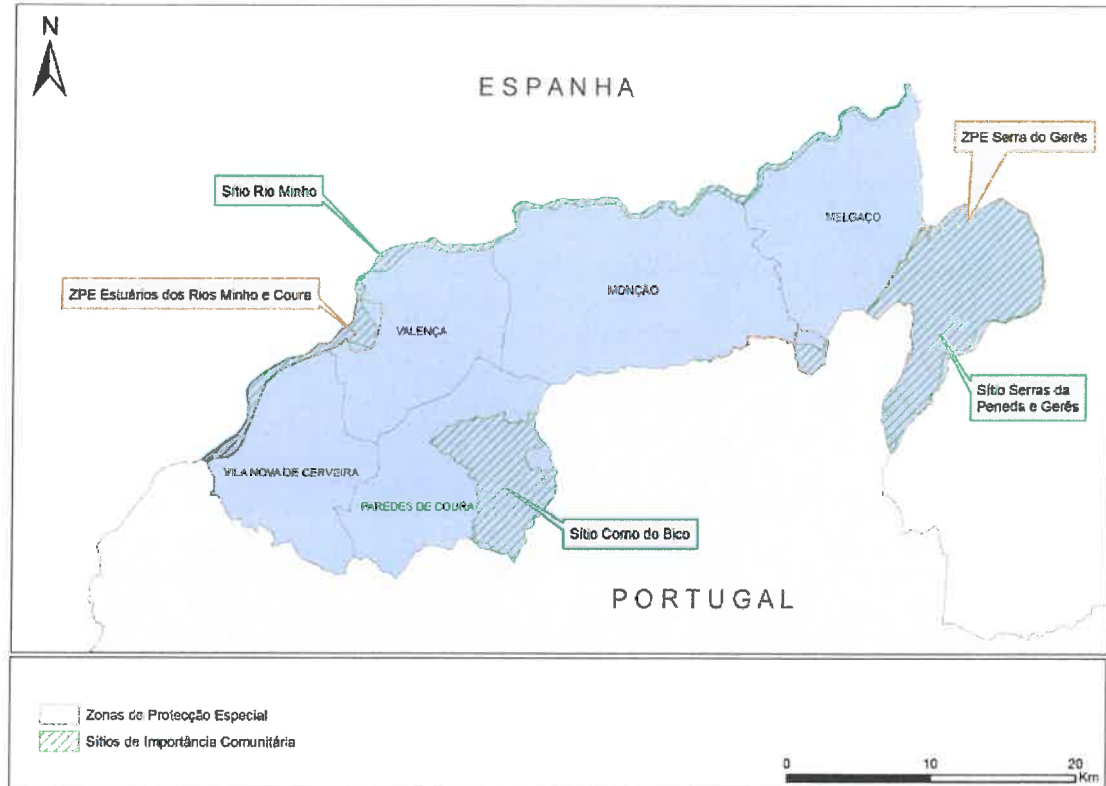 N
ESPANHA
ZPE Serra do Gerês
Sítio Rio Minho
MELGAÇO
ZPE Estuários dos Rios Minho e Coura
MONÇÃO
VALENÇA
Sítio Serras da
Peneda e Gerês
VILA NOVA DE CERVEIRA
PAREDES DE COURA
Sítio Corno do Bico
PORTUGAL
Zonas de Protecção Especial
Sítios de Importância Comunitária
0 10 20
Km